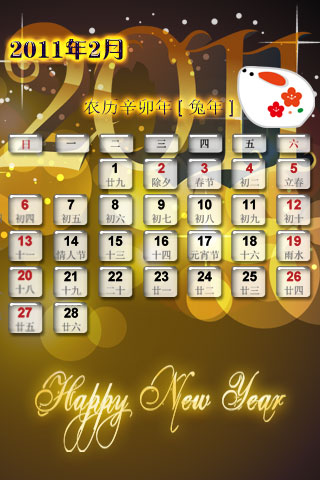 2011
2011年2月
农历辛卯年 [ 兔年 ]
日 一 二 三 四 五 六
1 2 3 4 5
廿九 除夕 春节 初二 立春
6 7 8 9 10 11 12
初四 初五 初六 初七 初八 初九 初十
13 14 15 16 17 18 19
十一 情人节 十三 十四 元宵节 十六 雨水
20 21 22 23 24 25 26
十八 十九 二十 廿一 廿二 廿三 廿四
27 28
廿五 廿六
Happy New Year